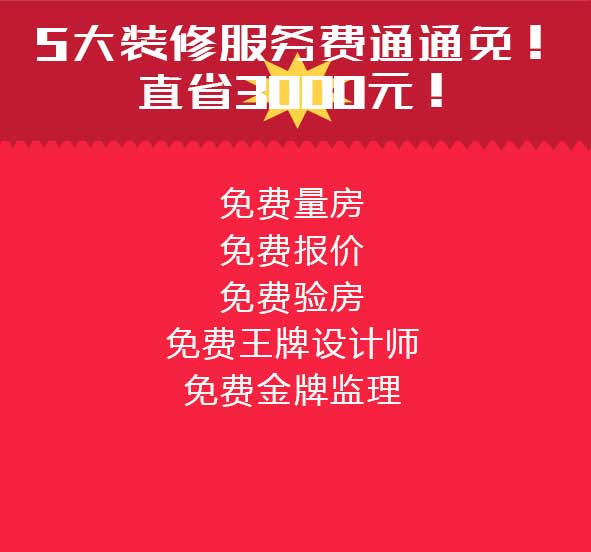 5大装修服务费通通免！
直省3000元！
免费量房
免费报价
免费验房
免费王牌设计师
免费金牌监理